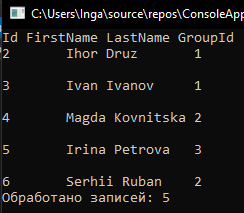 C:\Users\Inga\source\repos\ConsoleApp
Id FirstName LastName GroupId
2 Ihor Druz 1
3 Ivan Ivanov 1
4 Magda Kovnitska 2
5 Irina Petrova 3
6 Serhii Ruban 2
Обработано записей: 5